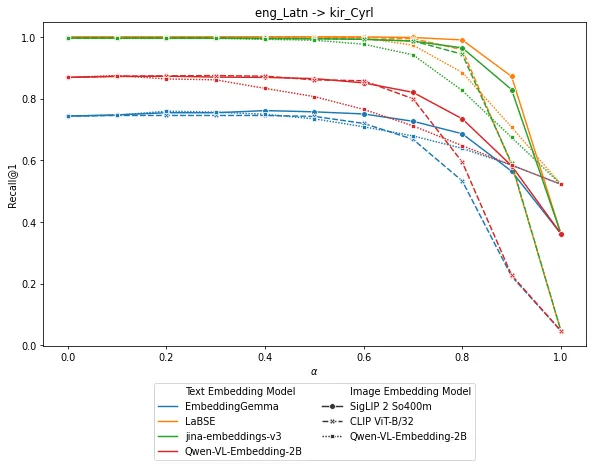 eng_Latn -> kir_Cyrl
1.0
0.8
0.6
0.4
0.2
0.0
Recall@1
0.0 0.2 0.4 0.6 0.8 1.0
α
Text Embedding Model Image Embedding Model
EmbeddingGemma SigLIP 2 So400m
LaBSE CLIP ViT-B/32
jina-embeddings-v3 Qwen-VL-Embedding-2B
Qwen-VL-Embedding-2B